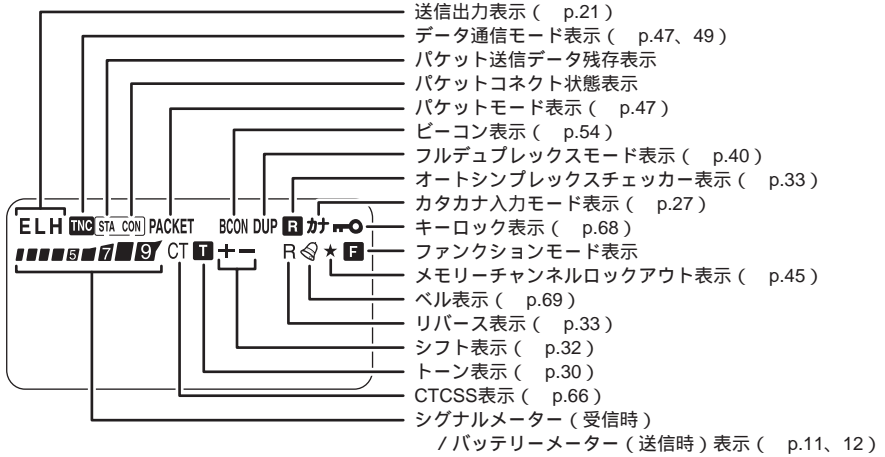 送信出力表示（　p.21）
データ通信モード表示（　p.47、49）
パケット送信データ残存表示
パケットコネクト状態表示
パケットモード表示（　p.47）
ビーコン表示（　p.54）
フルデュプレックスモード表示（　p.40）
オートシンプレックスチェッカー表示（　p.33）
カタカナ入力モード表示（　p.27）
キーロック表示（　p.68）
ファンクションモード表示
メモリーチャンネルロックアウト表示（　p.45）
ベル表示（　p.69）
リバース表示（　p.33）
シフト表示（　p.32）
トーン表示（　p.30）
CTCSS表示（　p.66）
シグナルメーター（受信時）
/バッテリーメーター（送信時）表示（　p.11、12）
ELH TNC STA CON PACKET BCON DUP R カナ
5 7 9 CT T +− R ★ F